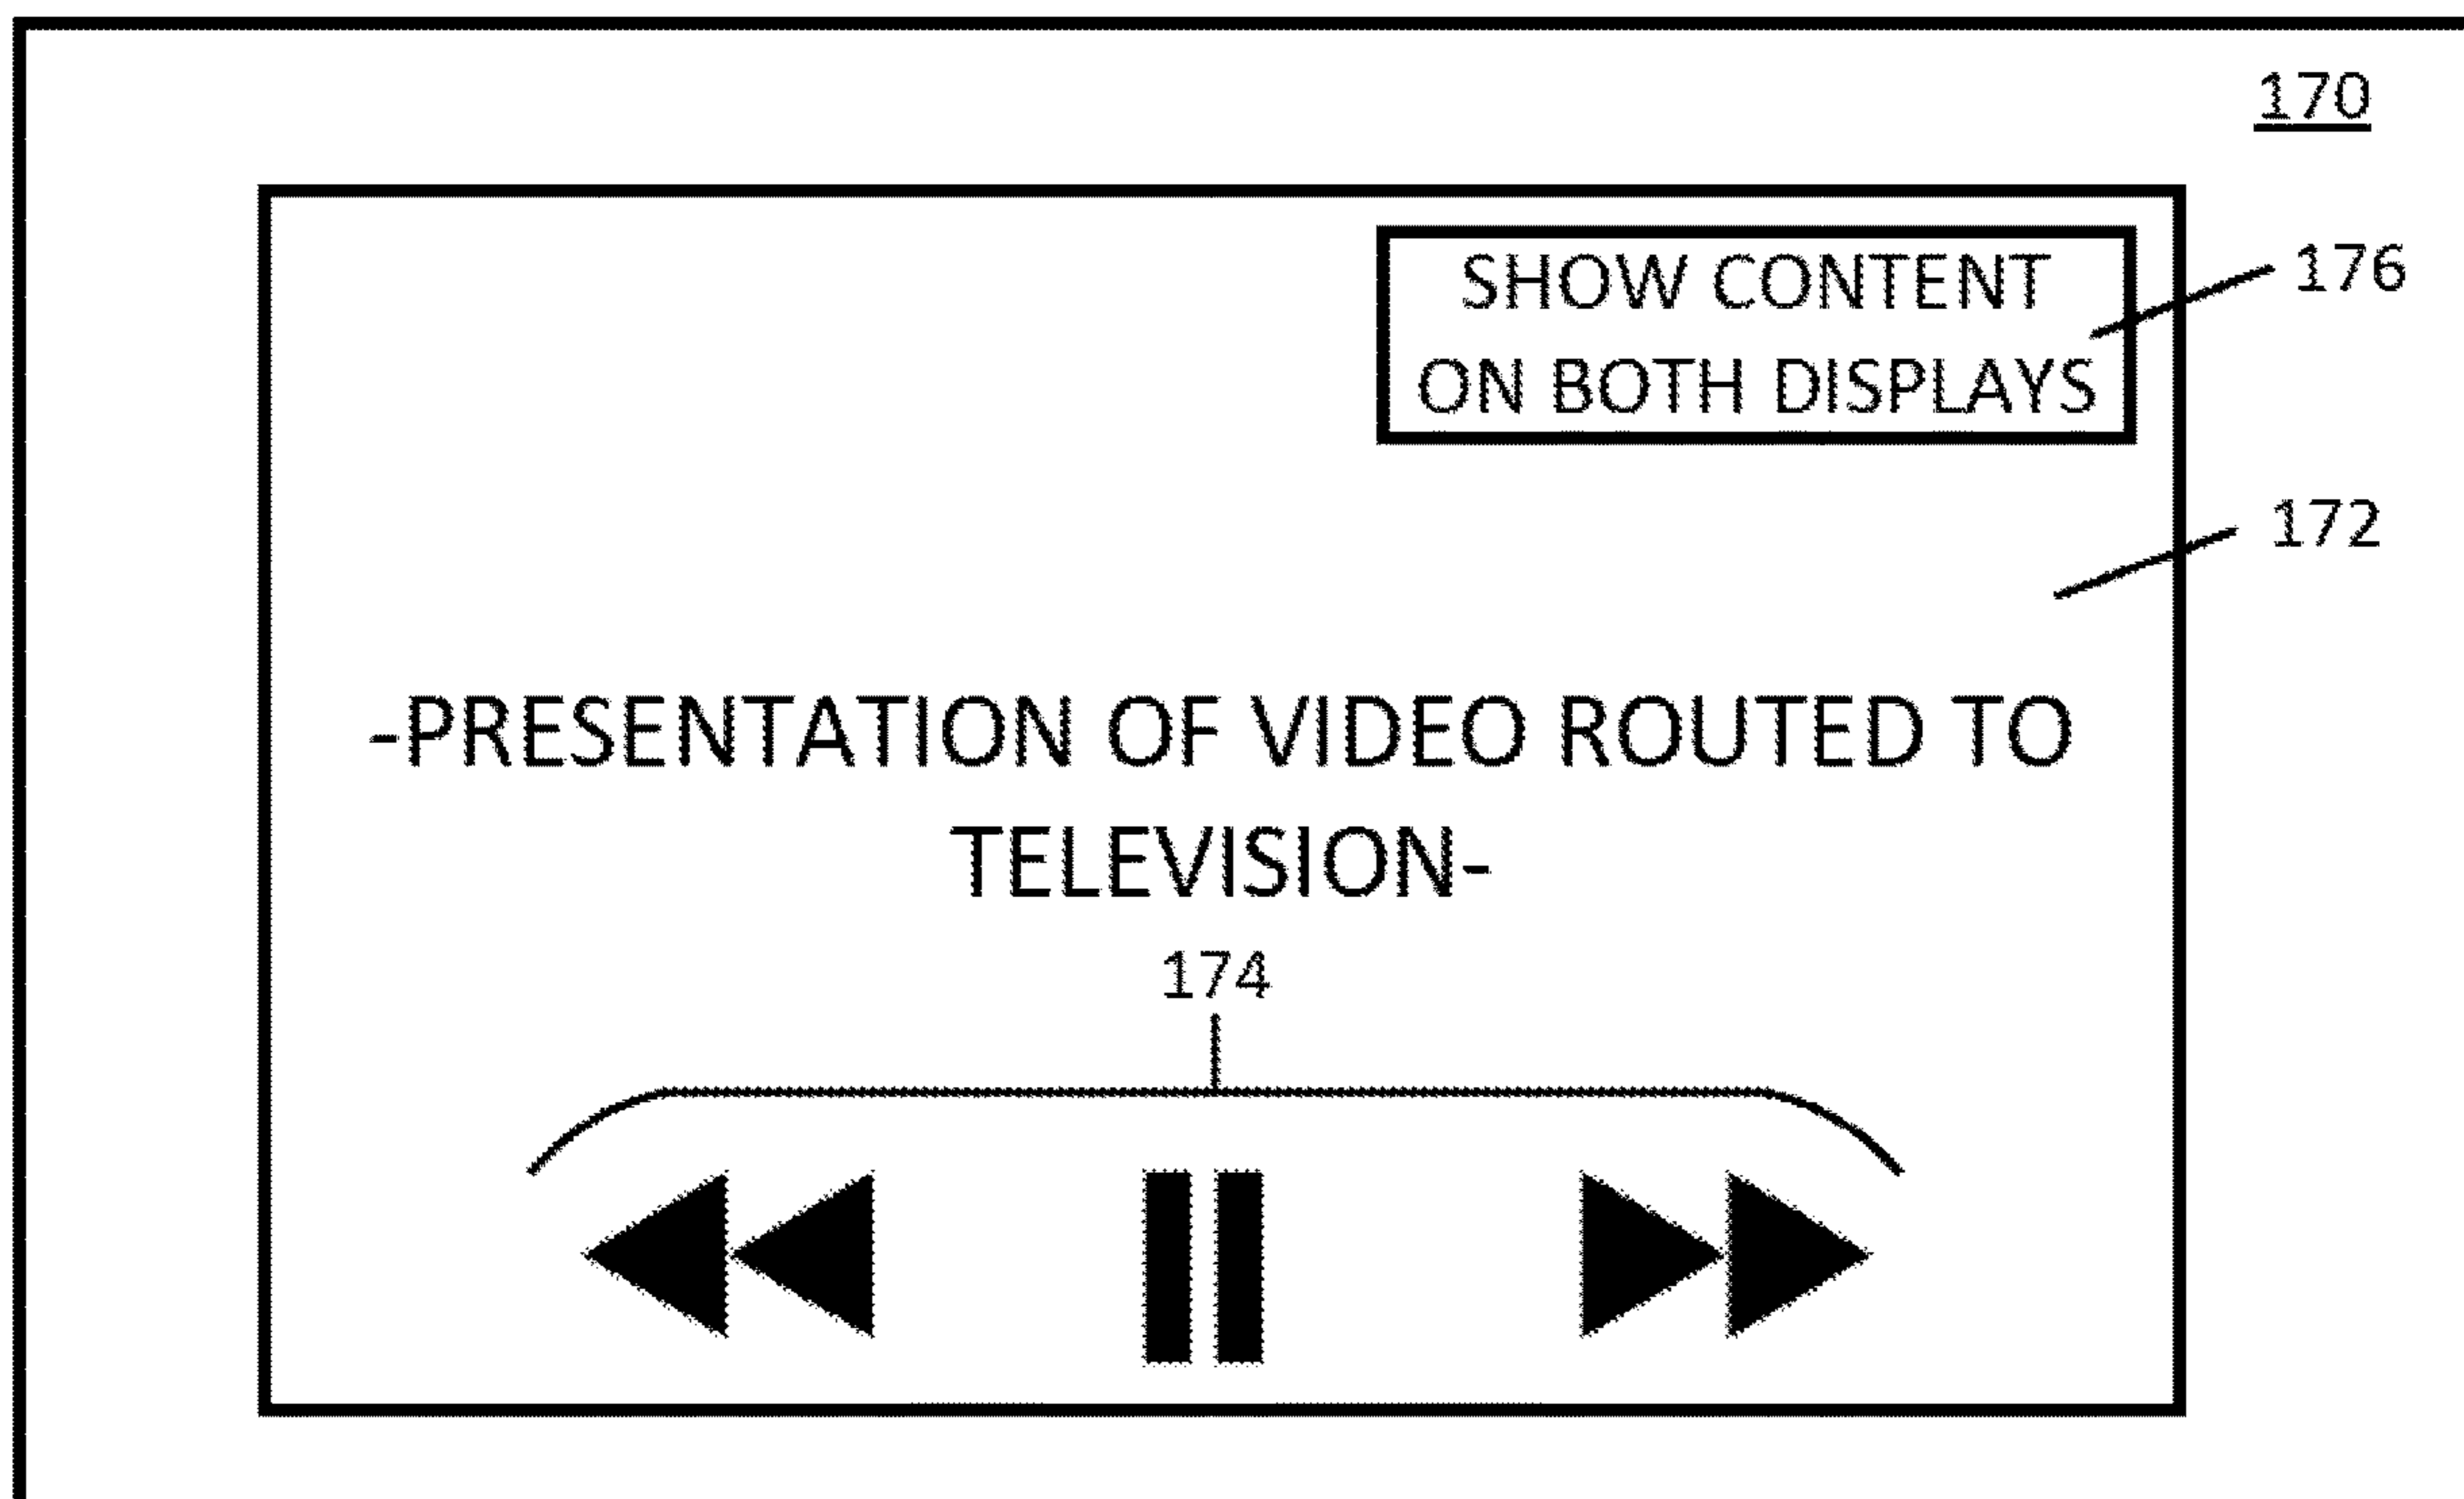 170
SHOW CONTENT
ON BOTH DISPLAYS
176
172
-PRESENTATION OF VIDEO ROUTED TO
TELEVISION-
174